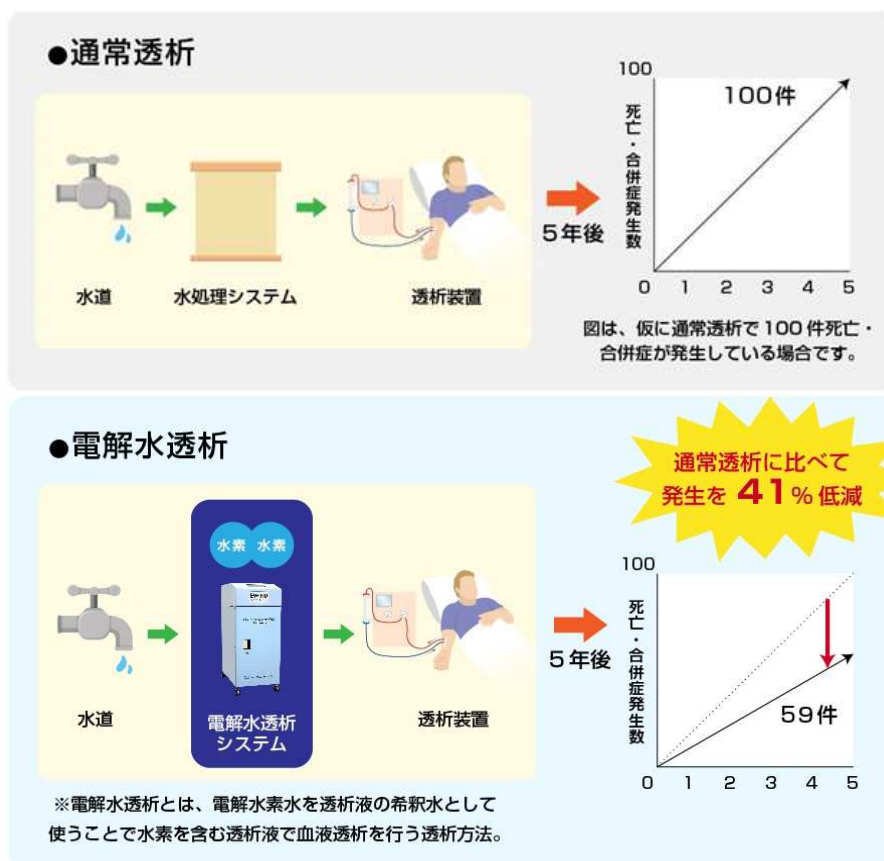 ●通常透析
水道
水処理システム
透析装置
5年後
100
死亡・合併症発生数
100件
0 1 2 3 4 5
図は、仮に通常透析で100件死亡・
合併症が発生している場合です。
●電解水透析
通常透析に比べて
発生を 41% 低減
水素 水素
水道
電解水透析
システム
透析装置
5年後
100
死亡・合併症発生数
59件
0 1 2 3 4 5
※電解水透析とは、電解水素水を透析液の希釈水として
使うことで水素を含む透析液で血液透析を行う透析方法。